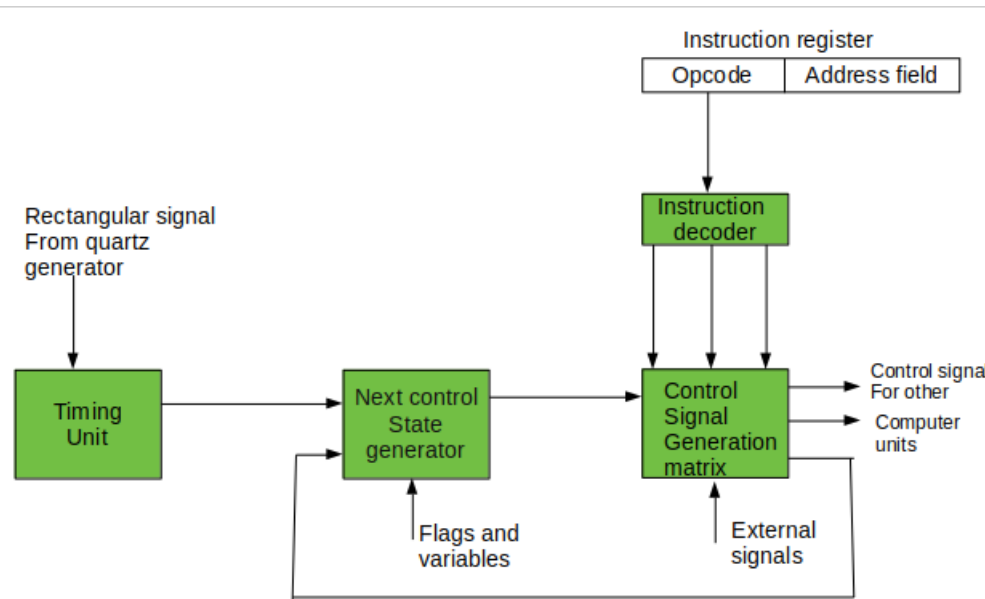 Instruction register
Opcode
Address field
Rectangular signal
From quartz
generator
Instruction
decoder
Timing
Unit
Next control
State
generator
Control
Signal
Generation
matrix
Control signal
For other
Computer
units
Flags and
variables
External
signals